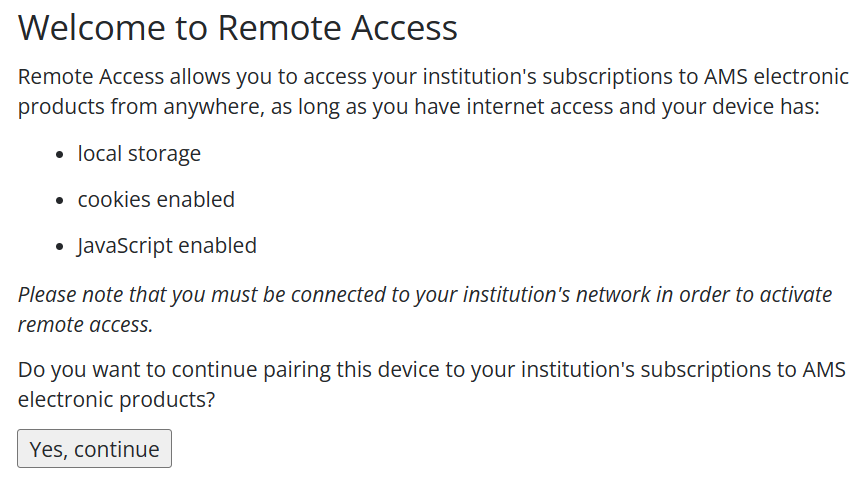 Welcome to Remote Access
Remote Access allows you to access your institution's subscriptions to AMS electronic
products from anywhere, as long as you have internet access and your device has:
• local storage
• cookies enabled
• JavaScript enabled
Please note that you must be connected to your institution's network in order to activate
remote access.
Do you want to continue pairing this device to your institution's subscriptions to AMS
electronic products?
Yes, continue